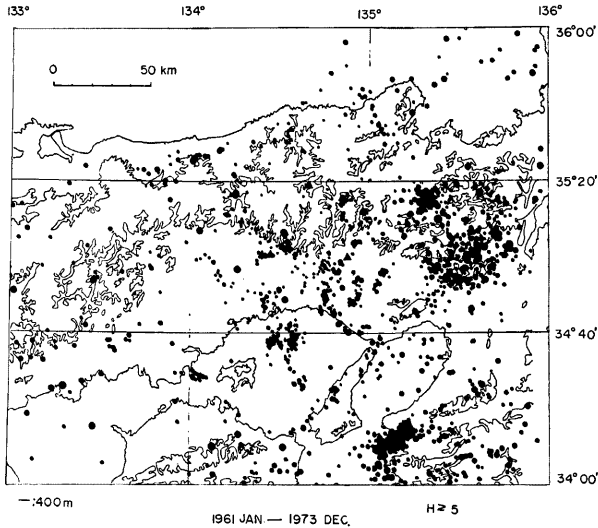 133° 134° 135° 136°
36°00'
0 50 km
35°20'
34°40'
34°00'
—:400m
H≥5
1961 JAN. — 1973 DEC.